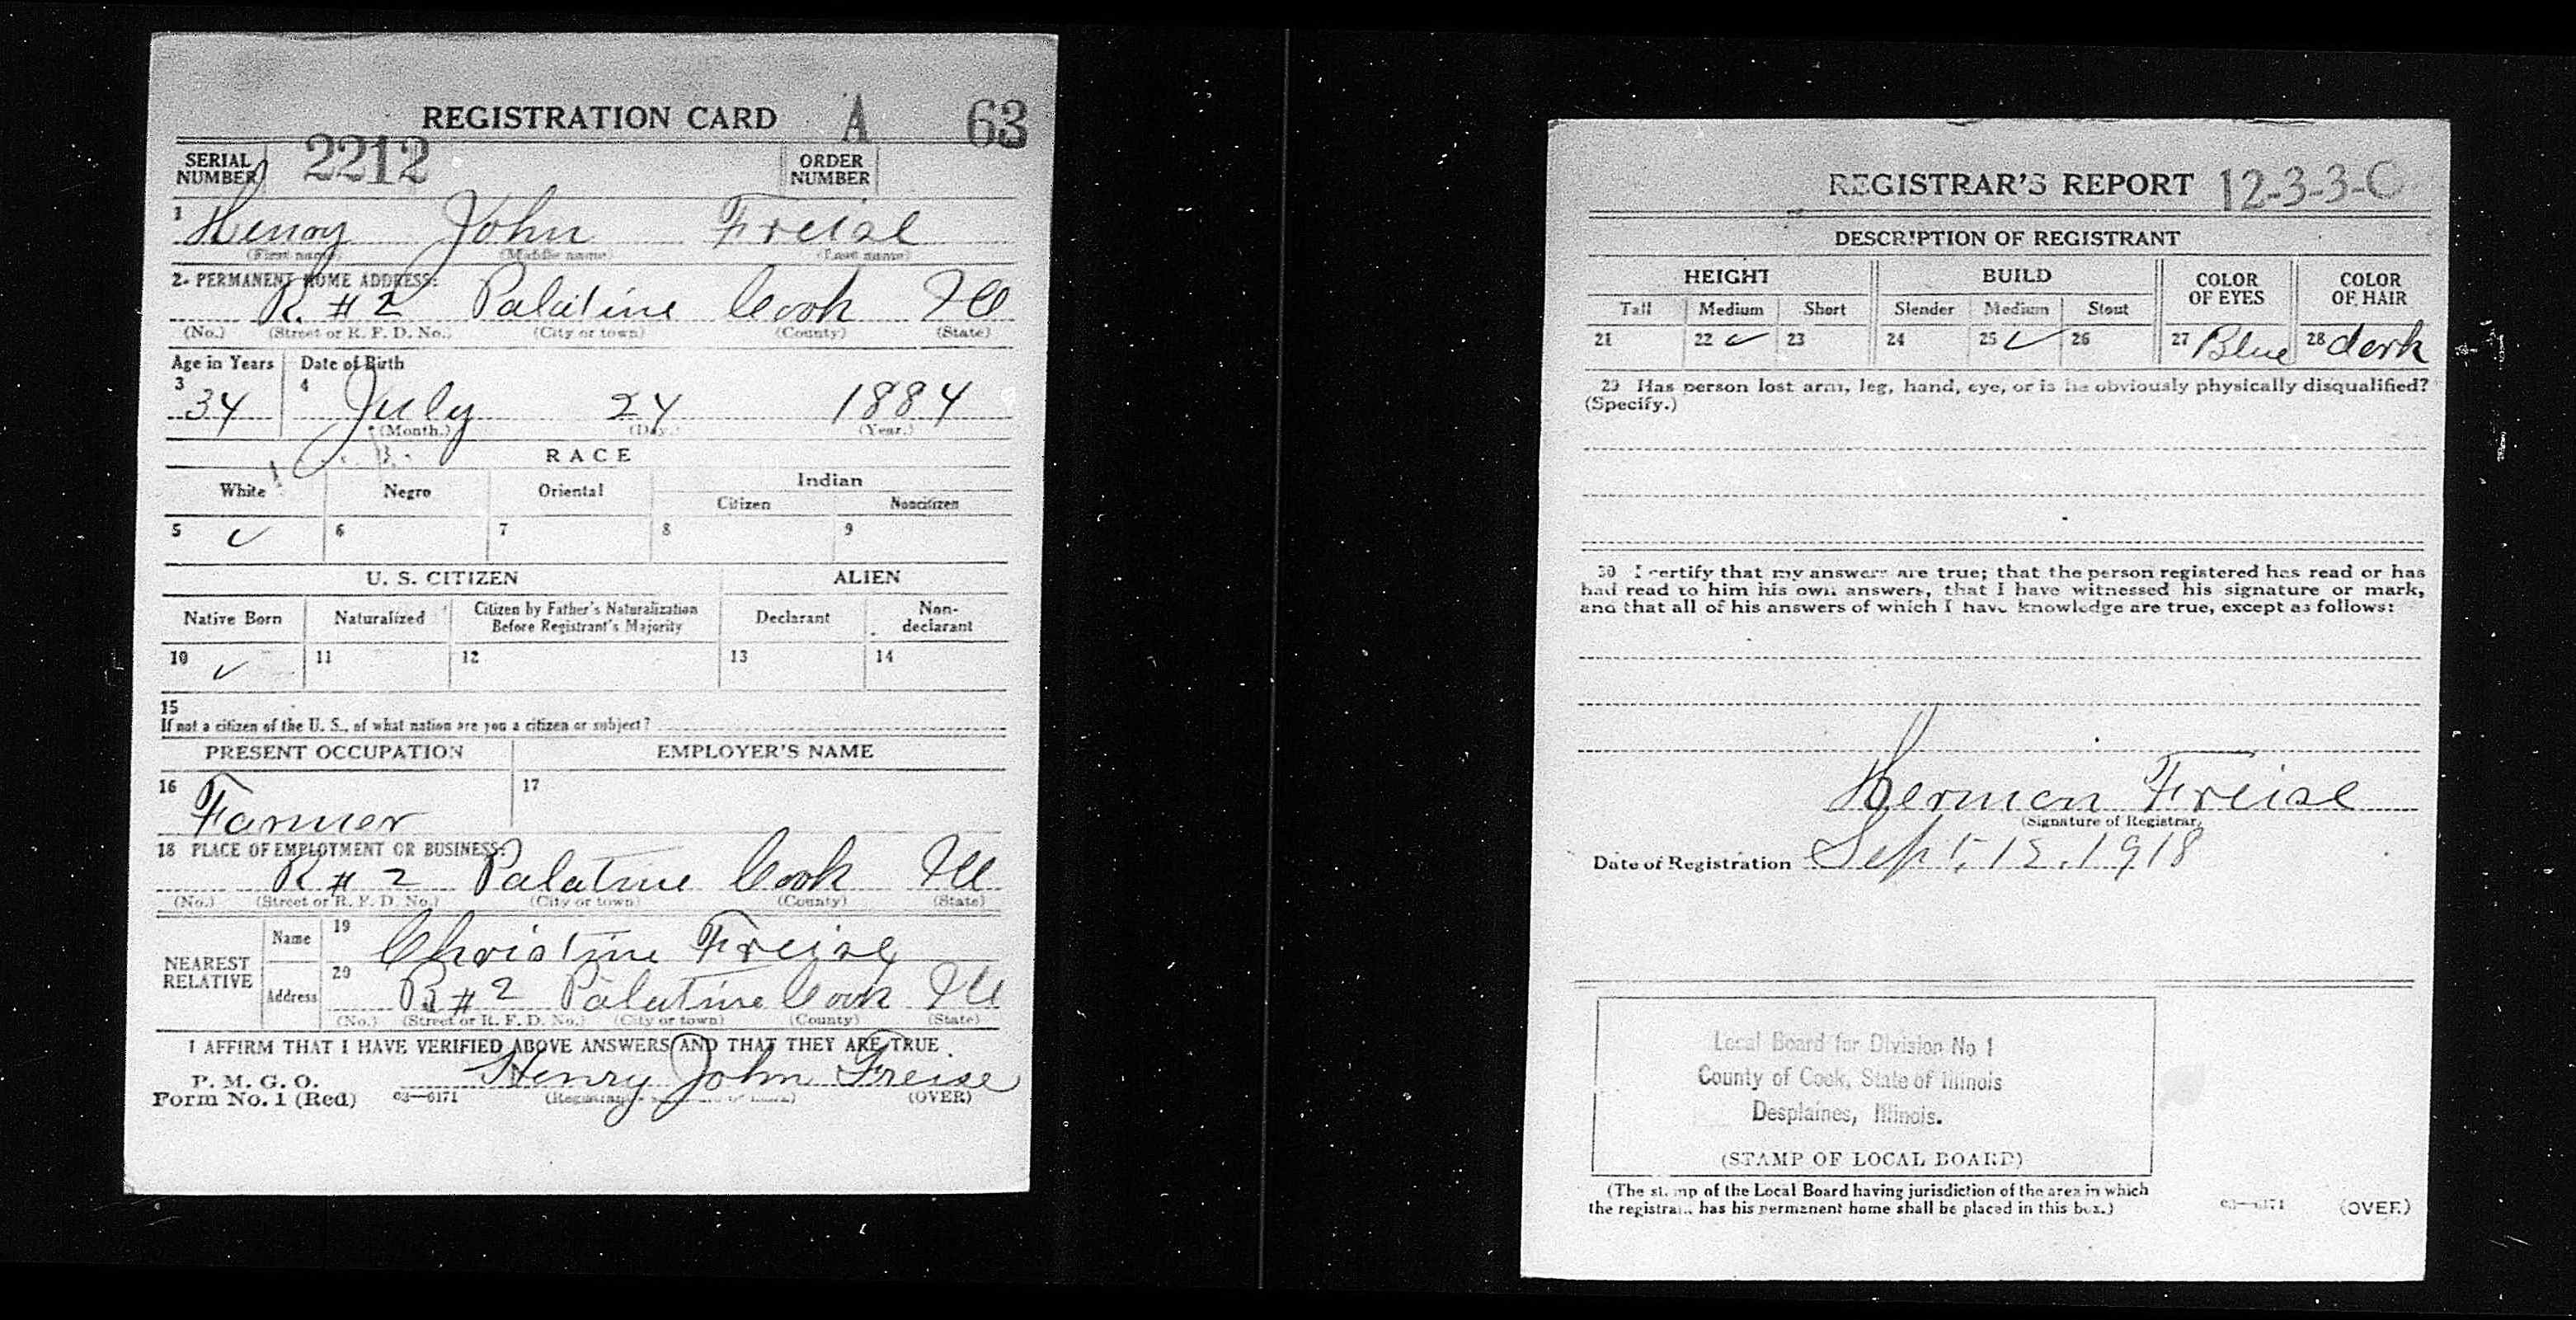 REGISTRATION CARD A 63
SERIAL NUMBER 2212 ORDER NUMBER
1 Henry John Freise
(First name) (Middle name) (Last name)
2- PERMANENT HOME ADDRESS:
R. # 2 Palatine Cook Ill
(No.) (Street or R. F. D. No.) (City or town) (County) (State)
Age in Years Date of Birth
3 34 4 July 24 1884
(Month.) (Day.) (Year.)
RACE
White Negro Oriental Indian
Citizen Noncitizen
5 ✓ 6 7 8 9
U. S. CITIZEN ALIEN
Native Born Naturalized Citizen by Father's Naturalization Before Registrant's Majority Declarant Non-declarant
10 ✓ 11 12 13 14
15
If not a citizen of the U. S., of what nation are you a citizen or subject?
PRESENT OCCUPATION EMPLOYER'S NAME
16 Farmer 17
18 PLACE OF EMPLOYMENT OR BUSINESS:
R # 2 Palatine Cook Ill
(No.) (Street or R. F. D. No.) (City or town) (County) (State)
NEAREST RELATIVE
Name 19 Christine Freise
Address 20 R # 2 Palatine Cook Ill
(No.) (Street or R. F. D. No.) (City or town) (County) (State)
I AFFIRM THAT I HAVE VERIFIED ABOVE ANSWERS AND THAT THEY ARE TRUE
P. M. G. O.
Form No. 1 (Red) 03—6171 Henry John Freise
(OVER)
REGISTRAR'S REPORT 12-3-3-C
DESCRIPTION OF REGISTRANT
HEIGHT BUILD COLOR OF EYES COLOR OF HAIR
Tall Medium Short Slender Medium Stout
21 22 ✓ 23 24 25 ✓ 26 27 Blue 28 dark
29 Has person lost arm, leg, hand, eye, or is he obviously physically disqualified?
(Specify.)
30 I certify that my answers are true; that the person registered has read or has
had read to him his own answers, that I have witnessed his signature or mark,
and that all of his answers of which I have knowledge are true, except as follows:
Herman Freise
(Signature of Registrar)
Date of Registration Sept. 12, 1918
Local Board for Division No 1
County of Cook, State of Illinois
Desplaines, Illinois.
(STAMP OF LOCAL BOARD)
(The stamp of the Local Board having jurisdiction of the area in which
the registrant has his permanent home shall be placed in this box.)
03—6171 (OVER)